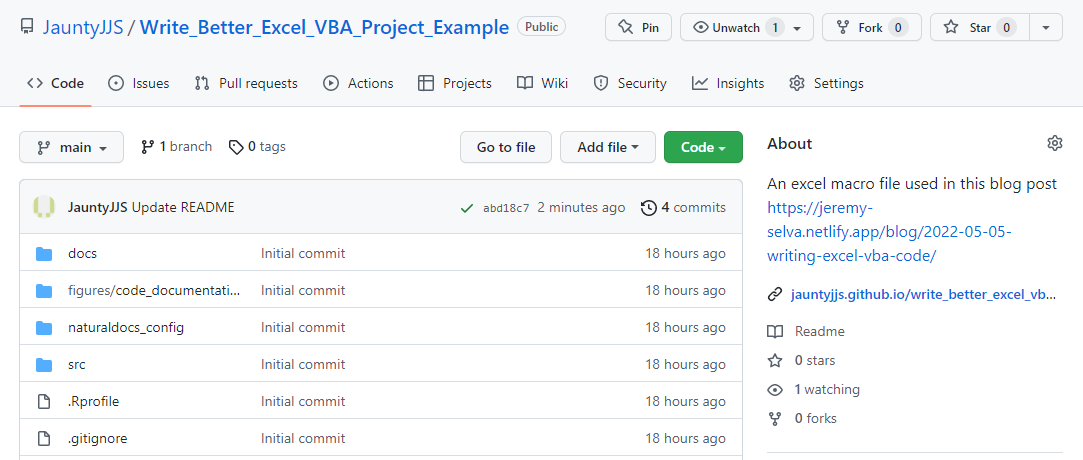 JauntyJJS / Write_Better_Excel_VBA_Project_Example Public Pin Unwatch 1 Fork 0 Star 0
Code Issues Pull requests Actions Projects Wiki Security Insights Settings
main 1 branch 0 tags Go to file Add file Code
JauntyJJS Update README abd18c7 2 minutes ago 4 commits
docs Initial commit 18 hours ago
figures/code_documentati... Initial commit 18 hours ago
naturaldocs_config Initial commit 18 hours ago
src Initial commit 18 hours ago
.Rprofile Initial commit 18 hours ago
.gitignore Initial commit 18 hours ago
About
An excel macro file used in this blog post
https://jeremy-
selva.netlify.app/blog/2022-05-05-
writing-excel-vba-code/
jauntyjjs.github.io/write_better_excel_vb...
Readme
0 stars
1 watching
0 forks